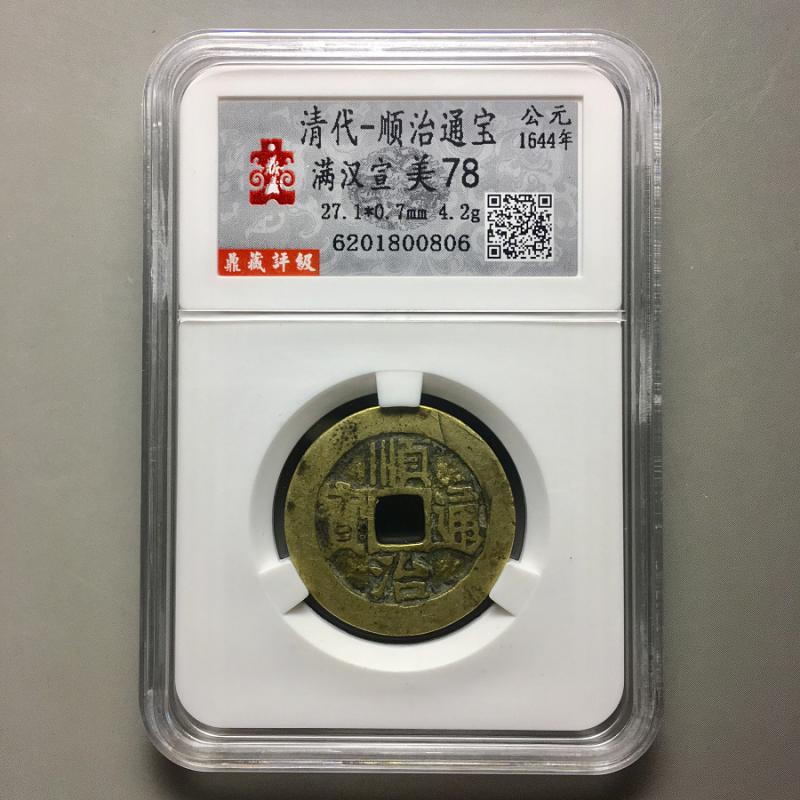 清代-顺治通宝
公元
1644年
满汉宣 美78
27.1*0.7mm 4.2g
6201800806
鼎藏評級
順治通寶